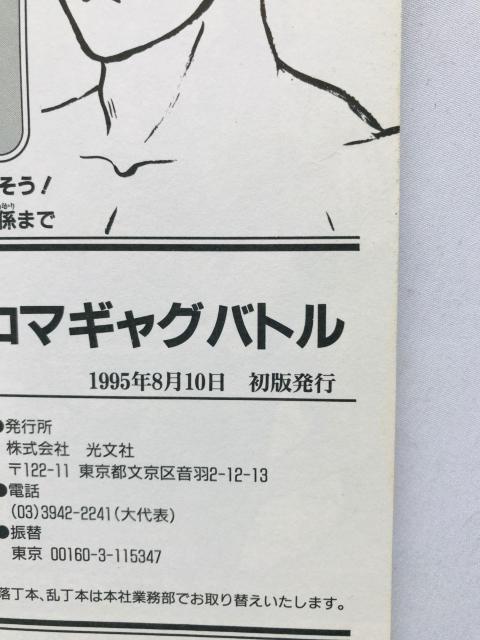 そう！
係まで
コマギャグバトル
1995年8月10日 初版発行
●発行所
株式会社 光文社
〒122-11 東京都文京区音羽2-12-13
●電話
(03)3942-2241(大代表)
●振替
東京 00160-3-115347
落丁本、乱丁本は本社業務部でお取り替えいたします。